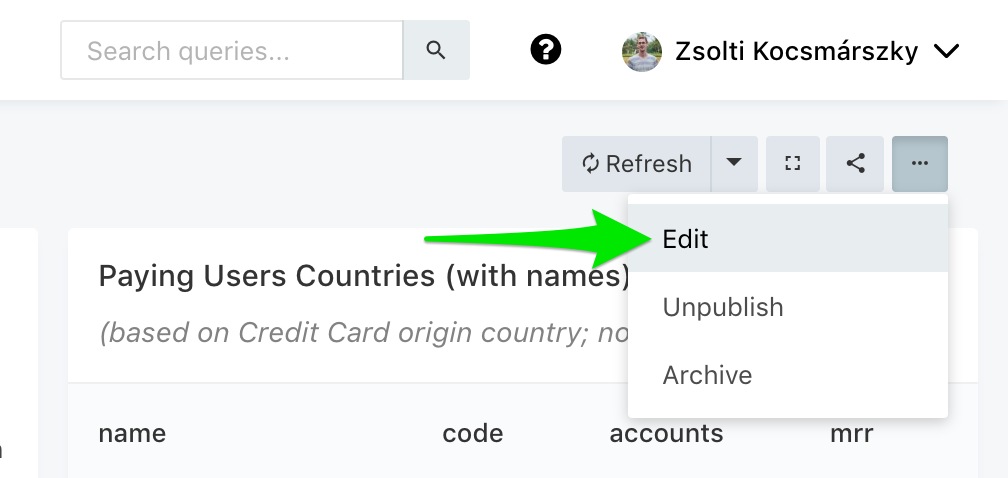 Search queries...
Zsolti Kocsmárszky
Refresh
Edit
Paying Users Countries (with names)
Unpublish
(based on Credit Card origin country; no
Archive
name code accounts mrr